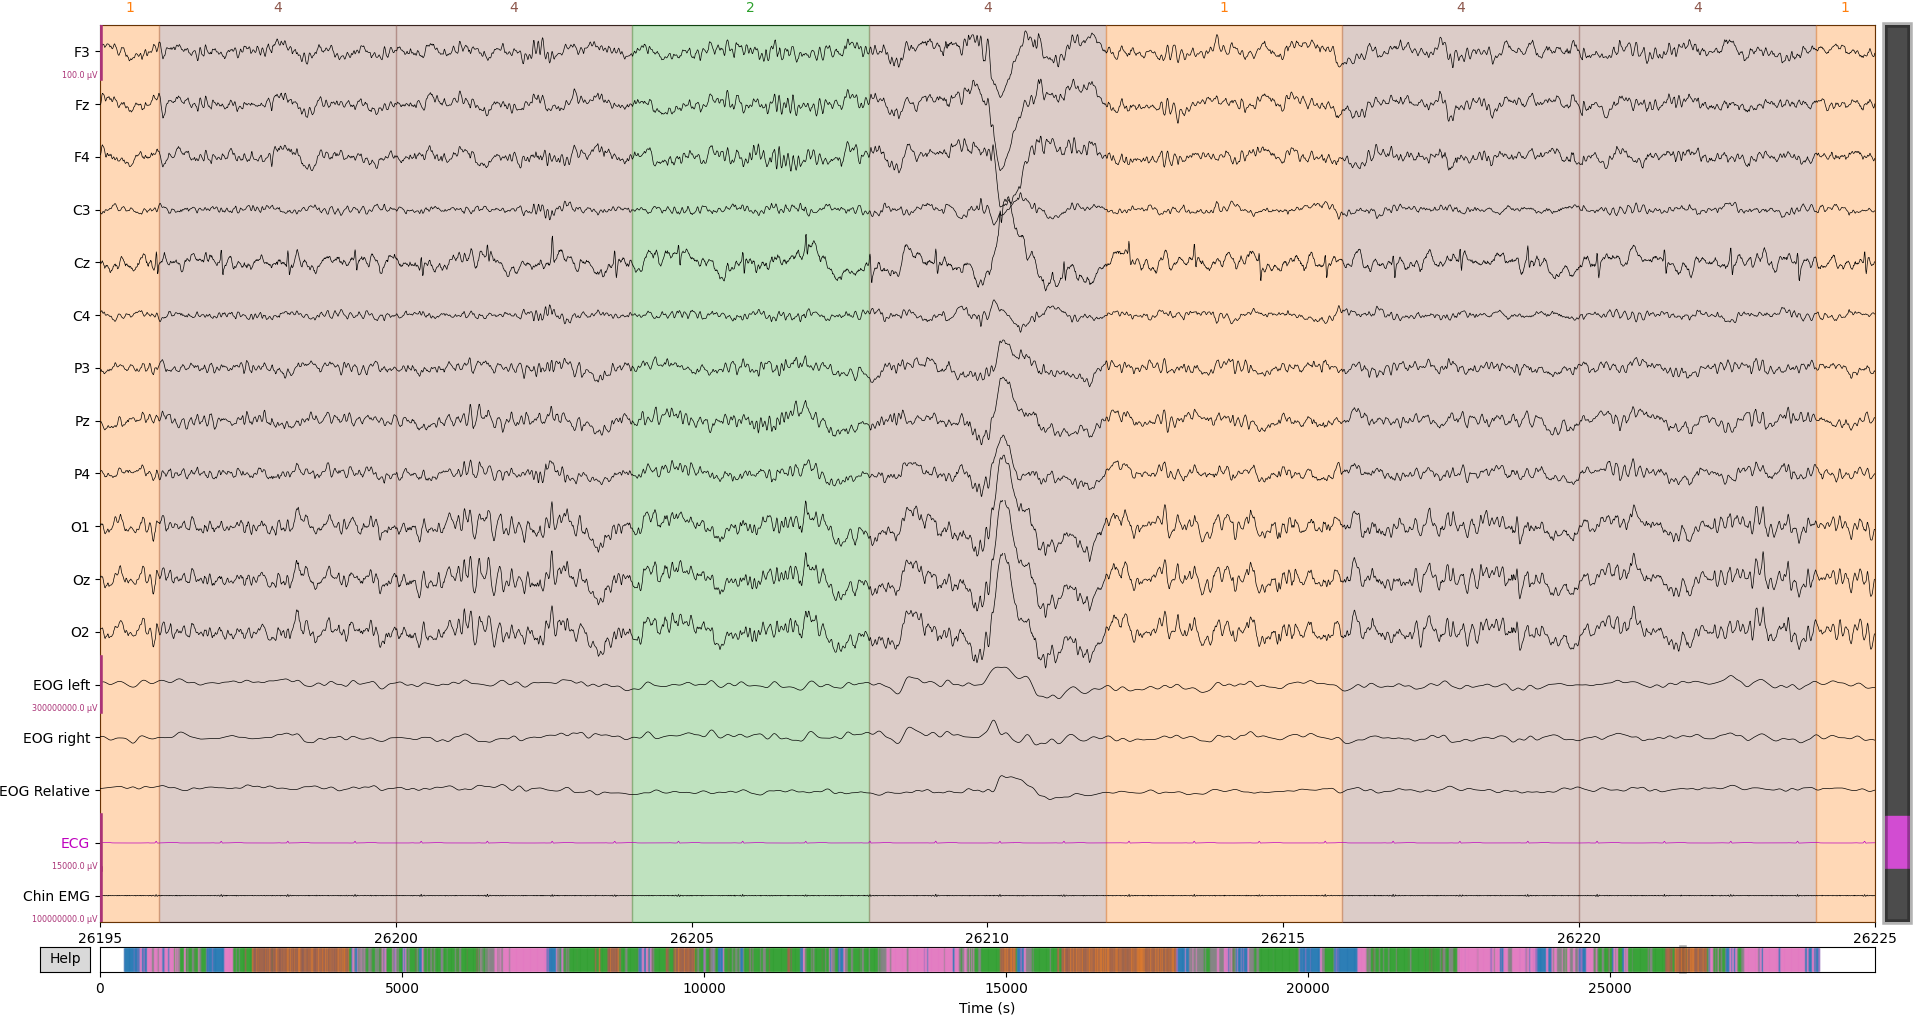 1 4 4 2 4 1 4 4 1
F3
100.0 µV
Fz
F4
C3
Cz
C4
P3
Pz
P4
O1
Oz
O2
EOG left
300000000.0 µV
EOG right
EOG Relative
ECG
15000.0 µV
Chin EMG
100000000.0 µV
26195 26200 26205 26210 26215 26220 26225
Help
0 5000 10000 15000 20000 25000
Time (s)